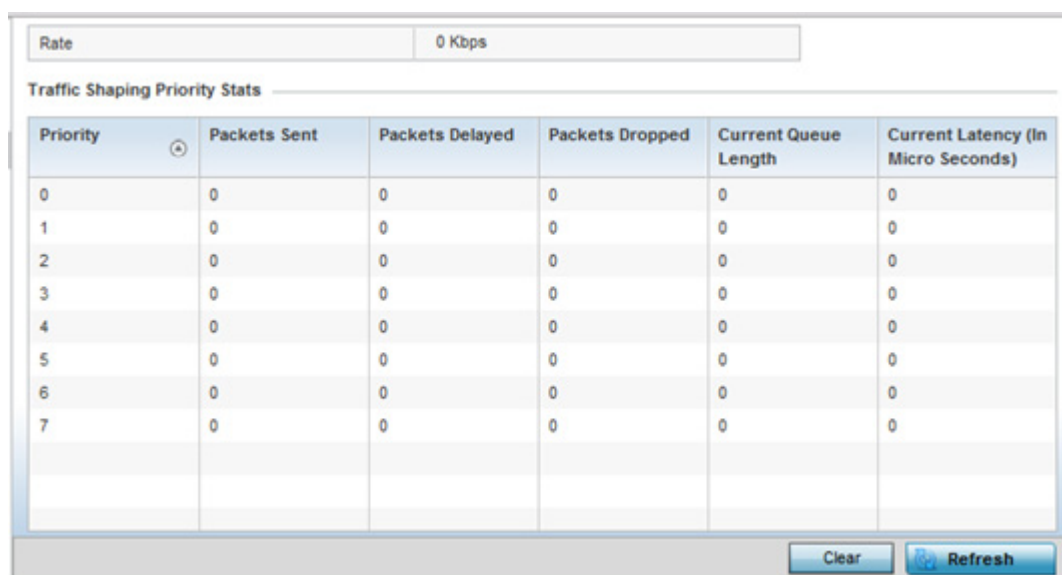 Rate 0 Kbps
Traffic Shaping Priority Stats
Priority Packets Sent Packets Delayed Packets Dropped Current Queue Length Current Latency (In Micro Seconds)
0 0 0 0 0 0
1 0 0 0 0 0
2 0 0 0 0 0
3 0 0 0 0 0
4 0 0 0 0 0
5 0 0 0 0 0
6 0 0 0 0 0
7 0 0 0 0 0
Clear Refresh